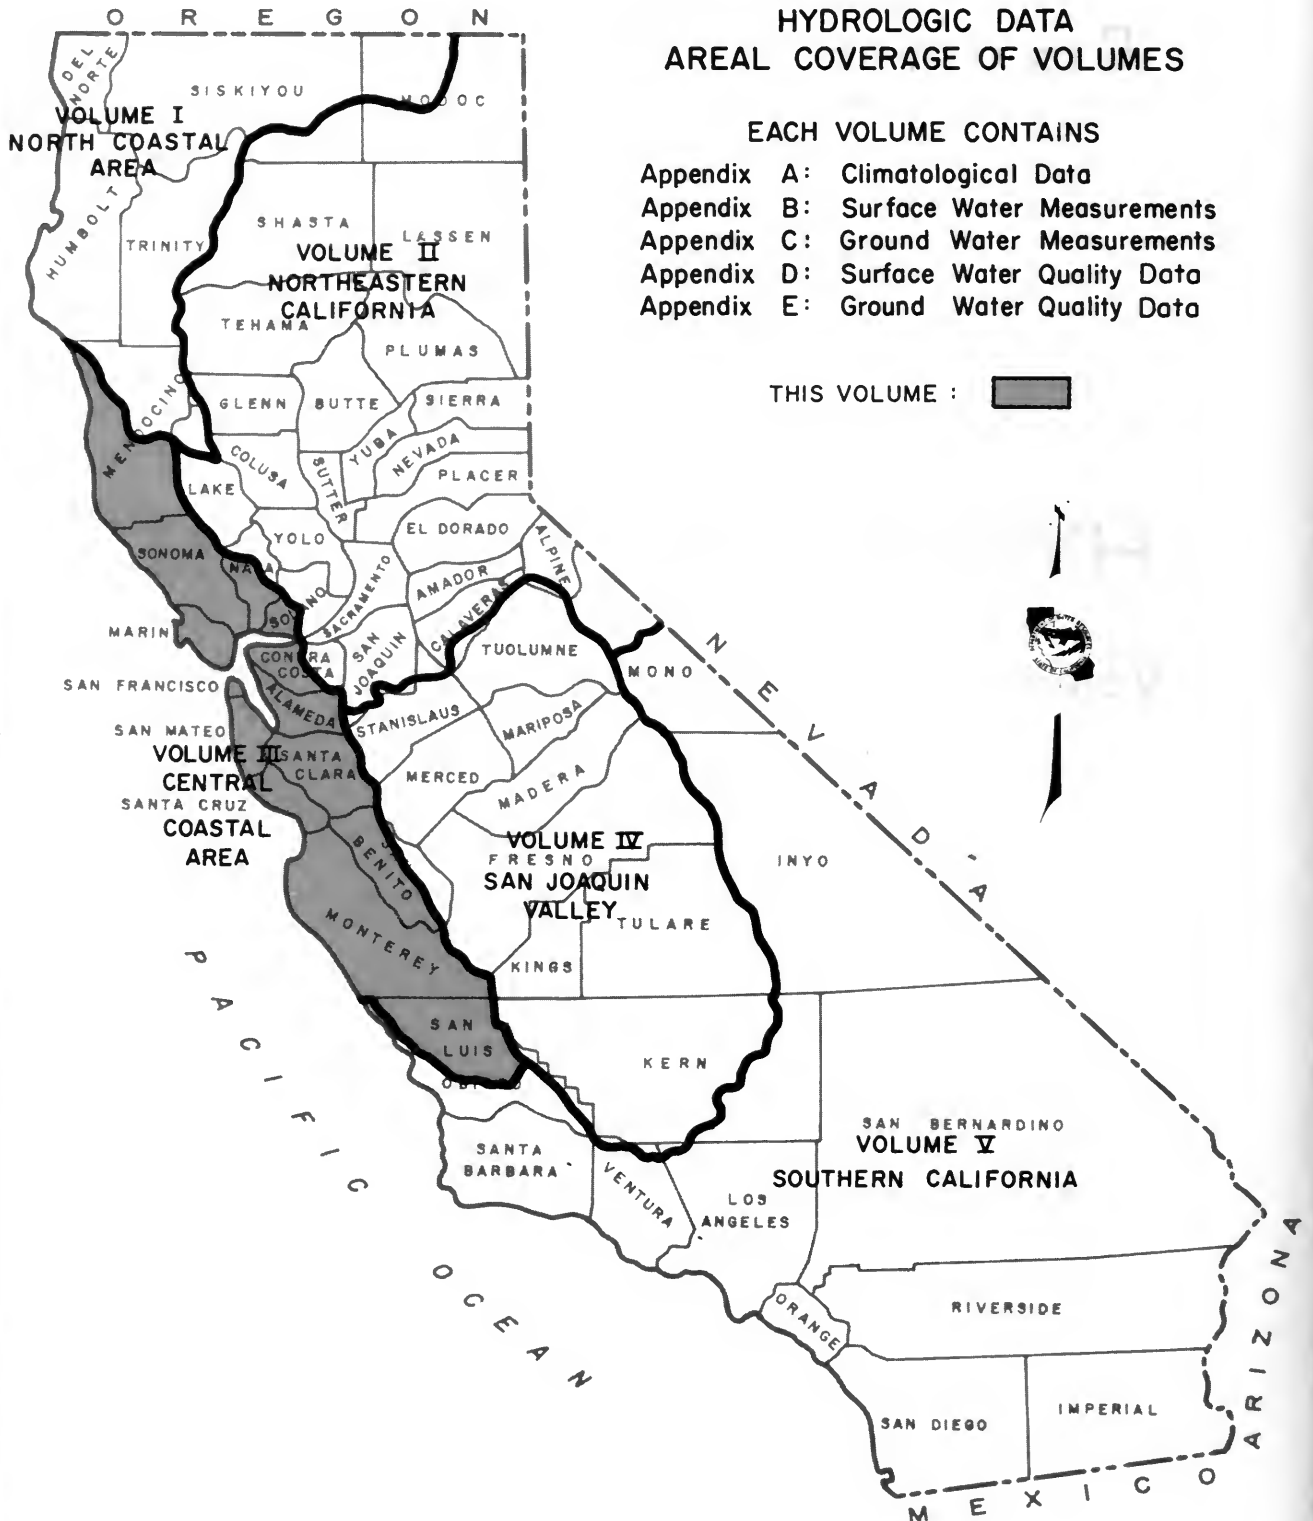 HYDROLOGIC DATA
AREAL COVERAGE OF VOLUMES
EACH VOLUME CONTAINS
Appendix A: Climatological Data
Appendix B: Surface Water Measurements
Appendix C: Ground Water Measurements
Appendix D: Surface Water Quality Data
Appendix E: Ground Water Quality Data
THIS VOLUME :
OREGON
DEL
NORTE
SISKIYOU
MODOC
VOLUME I
NORTH COASTAL
AREA
HUMBOLT
TRINITY
SHASTA
LASSEN
VOLUME II
NORTHEASTERN
CALIFORNIA
TEHAMA
PLUMAS
MENDOCINO
GLENN
BUTTE
SIERRA
YUBA
NEVADA
COLUSA
SUTTER
PLACER
LAKE
YOLO
EL DORADO
ALPINE
SONOMA
NAPA
SOLANO
SACRAMENTO
AMADOR
CALAVERAS
MARIN
CONTRA
COSTA
SAN
JOAQUIN
TUOLUMNE
MONO
NEVADA
SAN FRANCISCO
ALAMEDA
STANISLAUS
MARIPOSA
SAN MATEO
VOLUME III
CENTRAL
COASTAL
AREA
SANTA
CLARA
SANTA CRUZ
MERCED
MADERA
SAN
BENITO
VOLUME IV
SAN JOAQUIN
VALLEY
FRESNO
INYO
TULARE
MONTEREY
KINGS
SAN
LUIS
OBISPO
KERN
PACIFIC OCEAN
SANTA
BARBARA
VENTURA
LOS
ANGELES
SAN BERNARDINO
VOLUME V
SOUTHERN CALIFORNIA
ORANGE
RIVERSIDE
SAN DIEGO
IMPERIAL
ARIZONA
MEXICO